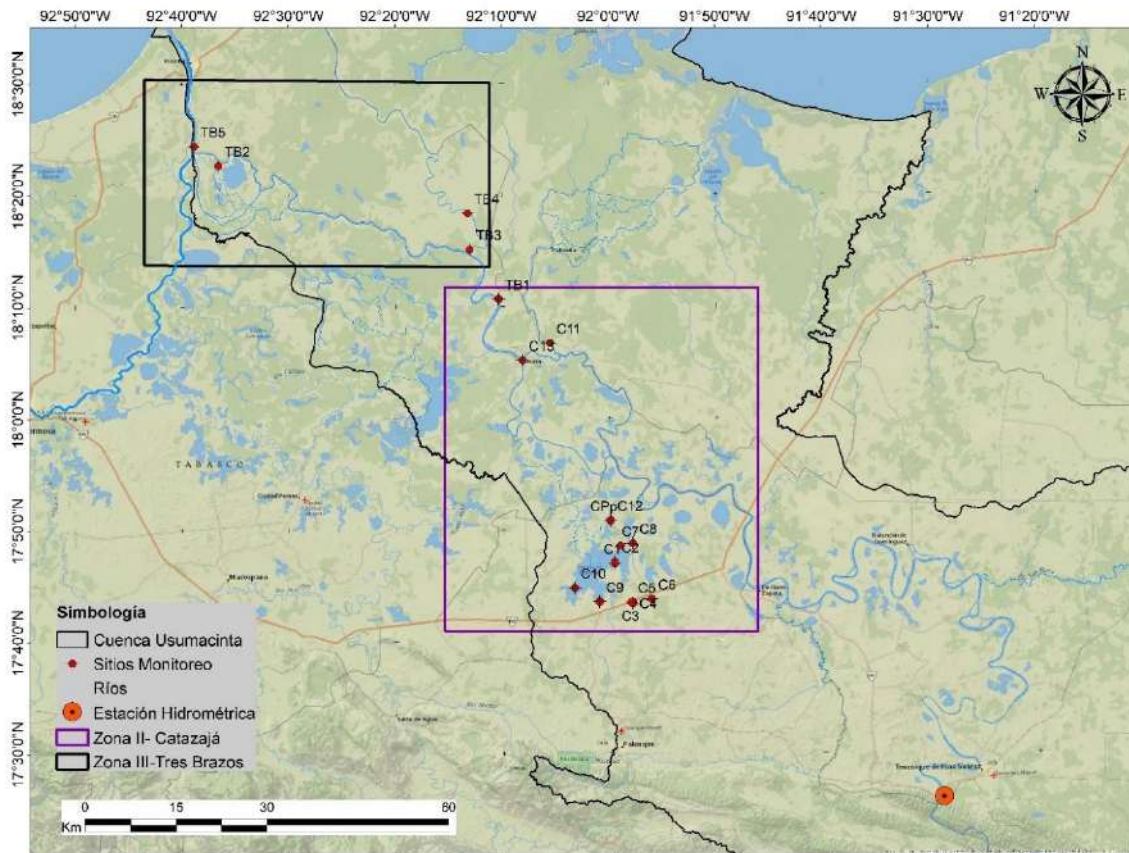 92°50'0"W 92°40'0"W 92°30'0"W 92°20'0"W 92°10'0"W 92°0'0"W 91°50'0"W 91°40'0"W 91°30'0"W 91°20'0"W
18°30'0"N
18°20'0"N
18°10'0"N
18°0'0"N
17°50'0"N
17°40'0"N
17°30'0"N
N
W E
S
TB5
TB2
TB4
TB3
TB1
C11
C13
TABASCO
CPpC12
C7 C8
C1 C2
C10
C9 C5 C6
C4
C3
Macuspana
Palenque
Simbología
Cuenca Usumacinta
Sitios Monitoreo
Ríos
Estación Hidrométrica
Zona II- Catazajá
Zona III-Tres Brazos
0 15 30 60
Km